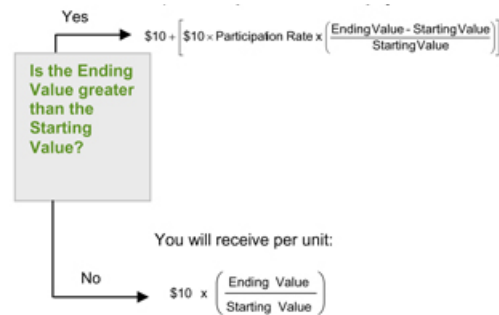 Yes
$10 + [$10 × Participation Rate x (Ending Value - Starting Value / Starting Value)]
Is the Ending
Value greater
than the
Starting
Value?
You will receive per unit:
No
$10 x (Ending Value / Starting Value)